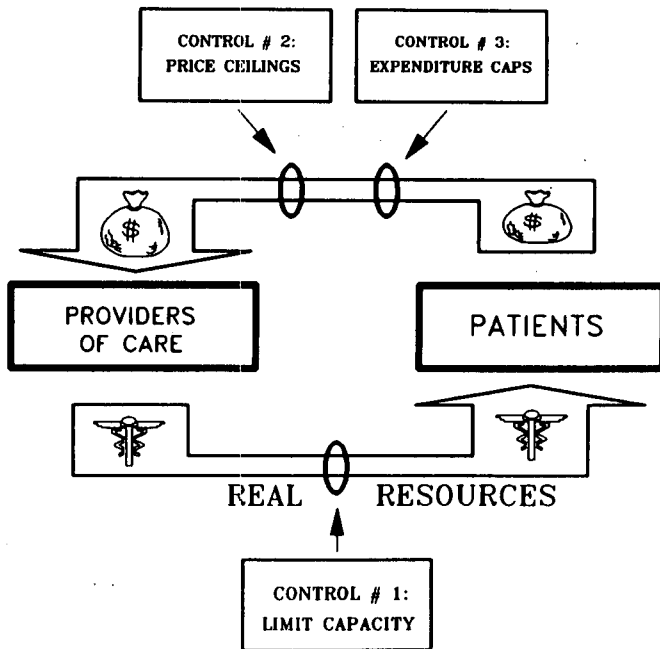 CONTROL # 2:
PRICE CEILINGS
CONTROL # 3:
EXPENDITURE CAPS
$
$
PROVIDERS
OF CARE
PATIENTS
REAL RESOURCES
CONTROL # 1:
LIMIT CAPACITY